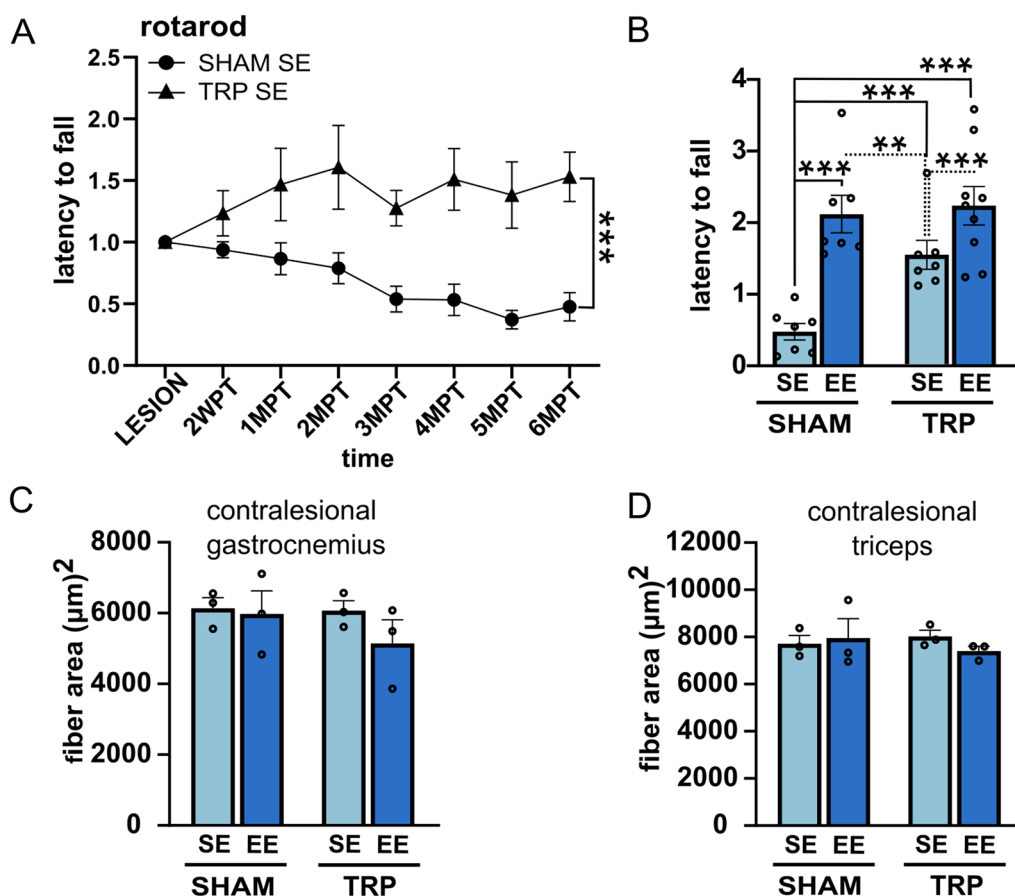 A
rotarod
SHAM SE
TRP SE
latency to fall
2.5
2.0
1.5
1.0
0.5
0.0
***
LESION
2WPT
1MPT
2MPT
3MPT
4MPT
5MPT
6MPT
time
B
latency to fall
4
3
2
1
0
***
***
**
***
***
SE EE SE EE
SHAM TRP
C
contralesional
gastrocnemius
fiber area (µm)²
8000
6000
4000
2000
0
SE EE SE EE
SHAM TRP
D
contralesional
triceps
fiber area (µm)²
12000
10000
8000
6000
4000
2000
0
SE EE SE EE
SHAM TRP